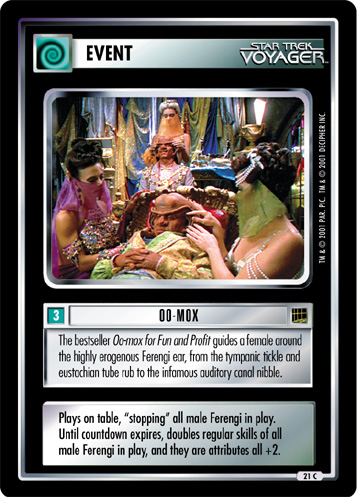 EVENT
STAR TREK
VOYAGER
™ & © 2001 PAR. PIC. TM & © 2001 DECIPHER INC.
3
OO-MOX
The bestseller Oo-mox for Fun and Profit guides a female around
the highly erogenous Ferengi ear, from the tympanic tickle and
eustachian tube rub to the infamous auditory canal nibble.
Plays on table, “stopping” all male Ferengi in play.
Until countdown expires, doubles regular skills of all
male Ferengi in play, and they are attributes all +2.
21 C